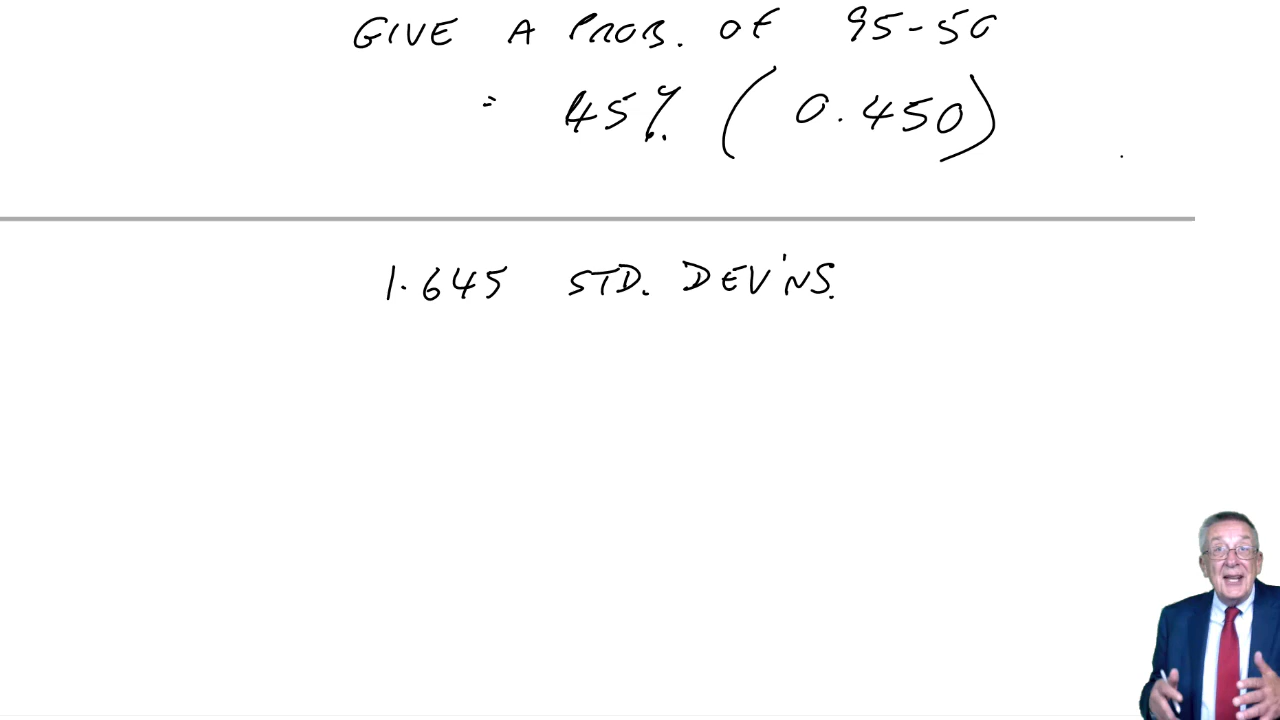 GIVE A PROB. OF 95-50
= 45% (0.450)
1.645 STD. DEV'NS.